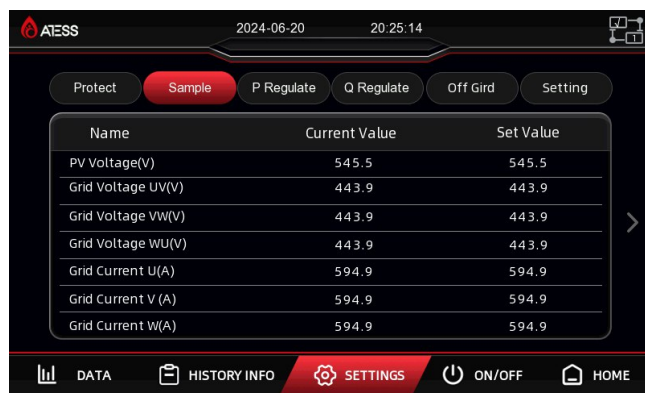 ATESS 2024-06-20 20:25:14
1
Protect Sample P Regulate Q Regulate Off Gird Setting
Name Current Value Set Value
PV Voltage(V) 545.5 545.5
Grid Voltage UV(V) 443.9 443.9
Grid Voltage VW(V) 443.9 443.9
Grid Voltage WU(V) 443.9 443.9
Grid Current U(A) 594.9 594.9
Grid Current V (A) 594.9 594.9
Grid Current W(A) 594.9 594.9
DATA HISTORY INFO SETTINGS ON/OFF HOME